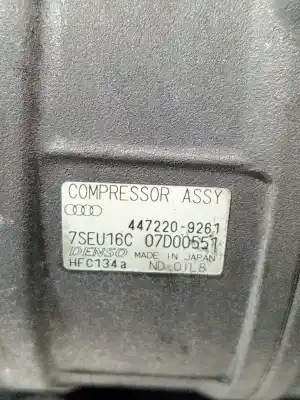 COMPRESSOR ASSY
447220-9261
7SEU16C 07D00551
DENSO MADE IN JAPAN
HFC134a ND-OIL8